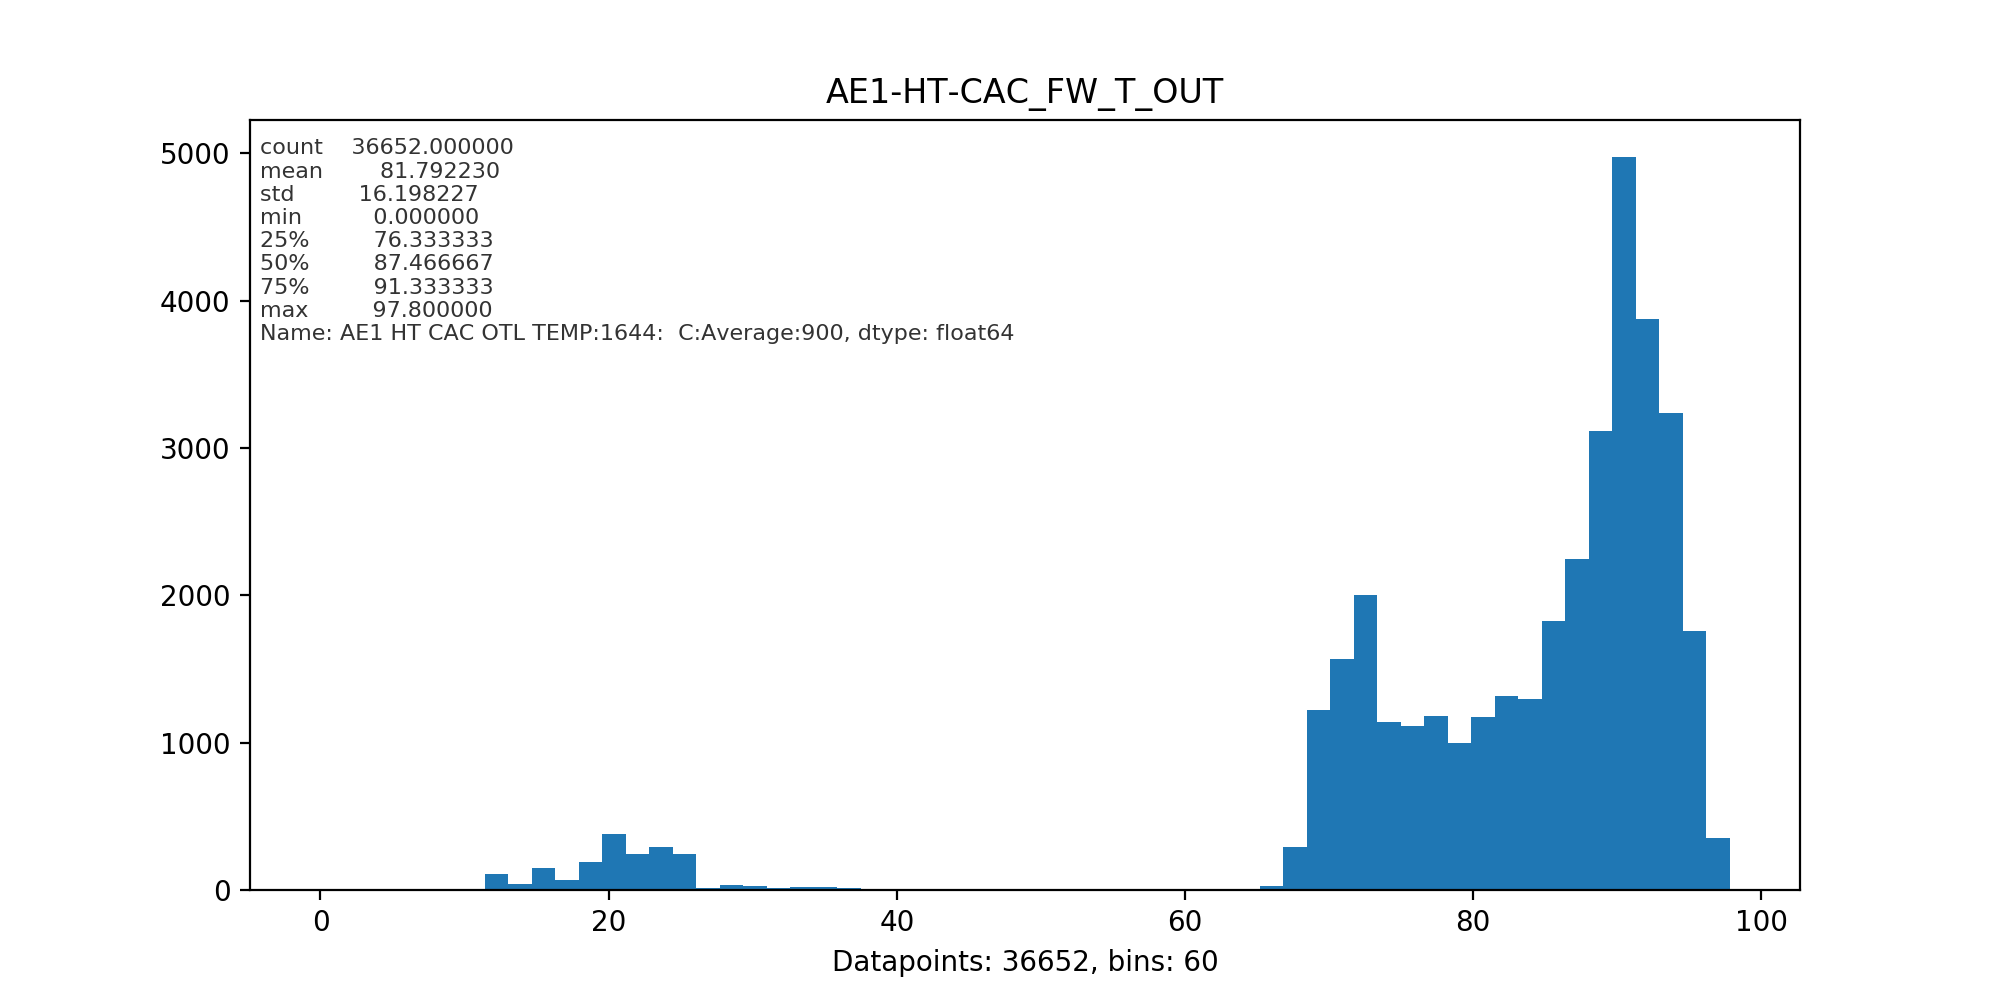 AE1-HT-CAC_FW_T_OUT
5000
4000
3000
2000
1000
0
count 36652.000000
mean 81.792230
std 16.198227
min 0.000000
25% 76.333333
50% 87.466667
75% 91.333333
max 97.800000
Name: AE1 HT CAC OTL TEMP:1644: C:Average:900, dtype: float64
0 20 40 60 80 100
Datapoints: 36652, bins: 60